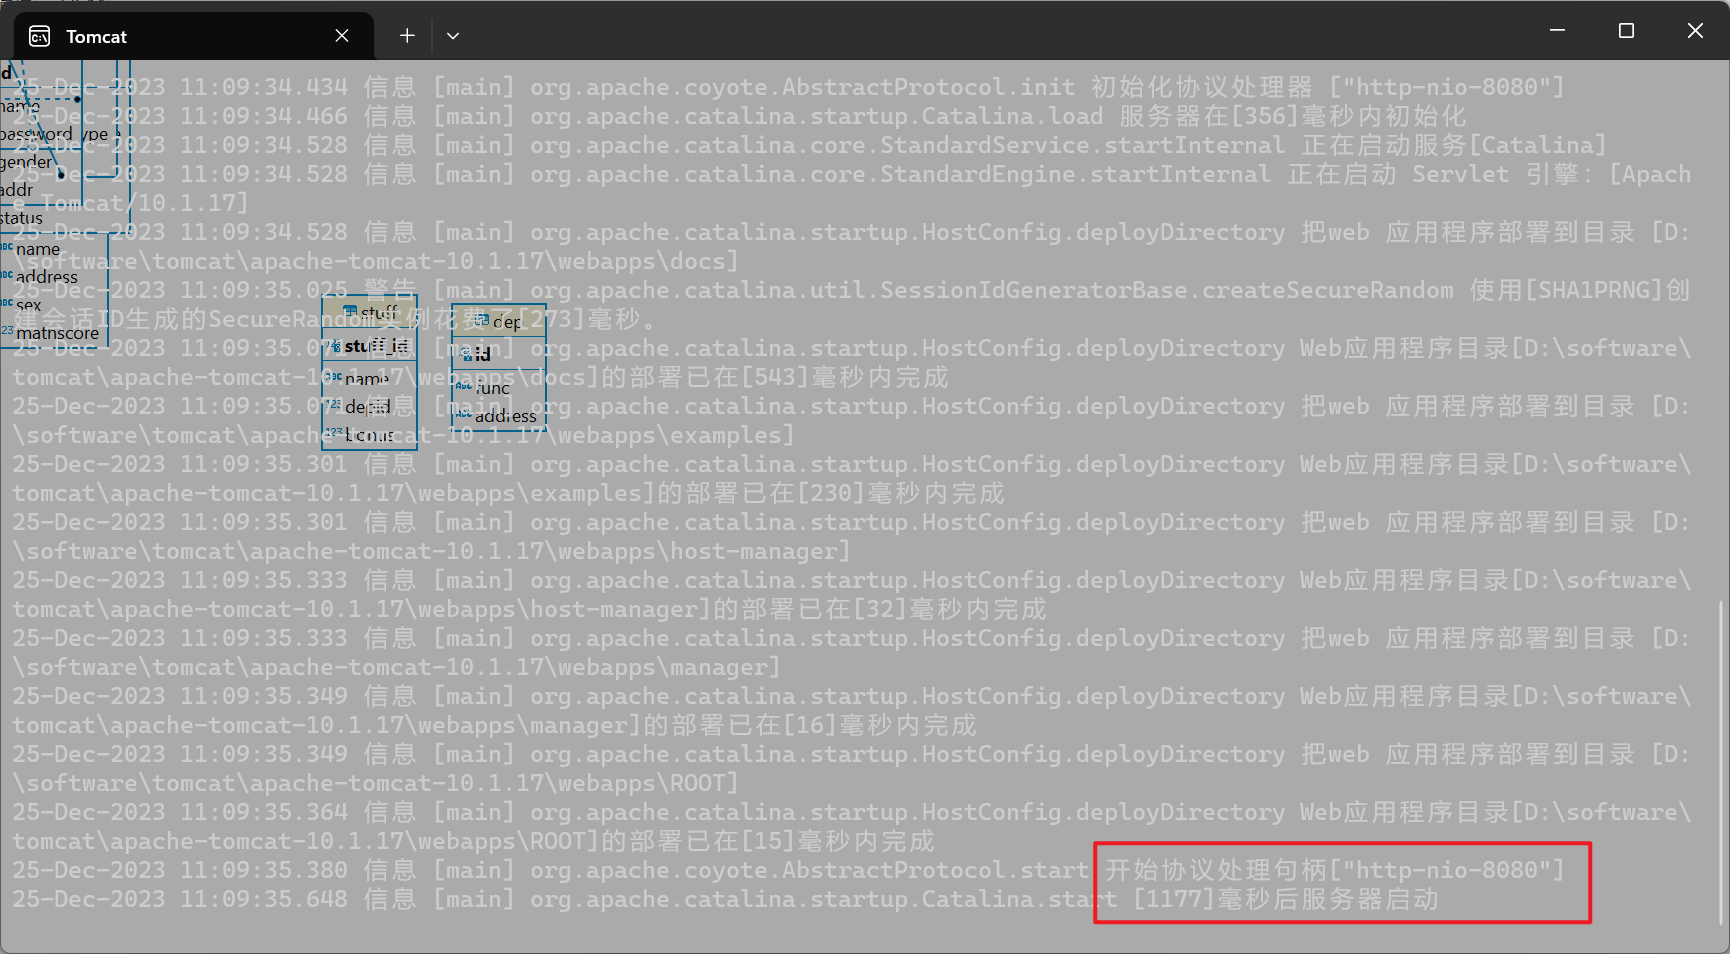 Tomcat
25-Dec-2023 11:09:34.434 信息 [main] org.apache.coyote.AbstractProtocol.init 初始化协议处理器 ["http-nio-8080"]
25-Dec-2023 11:09:34.466 信息 [main] org.apache.catalina.startup.Catalina.load 服务器在[356]毫秒内初始化
25-Dec-2023 11:09:34.528 信息 [main] org.apache.catalina.core.StandardService.startInternal 正在启动服务[Catalina]
25-Dec-2023 11:09:34.528 信息 [main] org.apache.catalina.core.StandardEngine.startInternal 正在启动 Servlet 引擎：[Apach
e Tomcat/10.1.17]
25-Dec-2023 11:09:34.528 信息 [main] org.apache.catalina.startup.HostConfig.deployDirectory 把web 应用程序部署到目录 [D:
\software\tomcat\apache-tomcat-10.1.17\webapps\docs]
25-Dec-2023 11:09:35.025 警告 [main] org.apache.catalina.util.SessionIdGeneratorBase.createSecureRandom 使用[SHA1PRNG]创
建会话ID生成的SecureRandom实例花费了[273]毫秒。
25-Dec-2023 11:09:35.071 信息 [main] org.apache.catalina.startup.HostConfig.deployDirectory Web应用程序目录[D:\software\
tomcat\apache-tomcat-10.1.17\webapps\docs]的部署已在[543]毫秒内完成
25-Dec-2023 11:09:35.071 信息 [main] org.apache.catalina.startup.HostConfig.deployDirectory 把web 应用程序部署到目录 [D:
\software\tomcat\apache-tomcat-10.1.17\webapps\examples]
25-Dec-2023 11:09:35.301 信息 [main] org.apache.catalina.startup.HostConfig.deployDirectory Web应用程序目录[D:\software\
tomcat\apache-tomcat-10.1.17\webapps\examples]的部署已在[230]毫秒内完成
25-Dec-2023 11:09:35.301 信息 [main] org.apache.catalina.startup.HostConfig.deployDirectory 把web 应用程序部署到目录 [D:
\software\tomcat\apache-tomcat-10.1.17\webapps\host-manager]
25-Dec-2023 11:09:35.333 信息 [main] org.apache.catalina.startup.HostConfig.deployDirectory Web应用程序目录[D:\software\
tomcat\apache-tomcat-10.1.17\webapps\host-manager]的部署已在[32]毫秒内完成
25-Dec-2023 11:09:35.333 信息 [main] org.apache.catalina.startup.HostConfig.deployDirectory 把web 应用程序部署到目录 [D:
\software\tomcat\apache-tomcat-10.1.17\webapps\manager]
25-Dec-2023 11:09:35.349 信息 [main] org.apache.catalina.startup.HostConfig.deployDirectory Web应用程序目录[D:\software\
tomcat\apache-tomcat-10.1.17\webapps\manager]的部署已在[16]毫秒内完成
25-Dec-2023 11:09:35.349 信息 [main] org.apache.catalina.startup.HostConfig.deployDirectory 把web 应用程序部署到目录 [D:
\software\tomcat\apache-tomcat-10.1.17\webapps\ROOT]
25-Dec-2023 11:09:35.364 信息 [main] org.apache.catalina.startup.HostConfig.deployDirectory Web应用程序目录[D:\software\
tomcat\apache-tomcat-10.1.17\webapps\ROOT]的部署已在[15]毫秒内完成
25-Dec-2023 11:09:35.380 信息 [main] org.apache.coyote.AbstractProtocol.start 开始协议处理句柄["http-nio-8080"]
25-Dec-2023 11:09:35.648 信息 [main] org.apache.catalina.startup.Catalina.start [1177]毫秒后服务器启动
name
password
gender
addr
status
ABC name
ABC address
ABC sex
stuff
123 stuff_id
ABC name
123 depid
123 bonus
dep
id
ABC func
ABC address